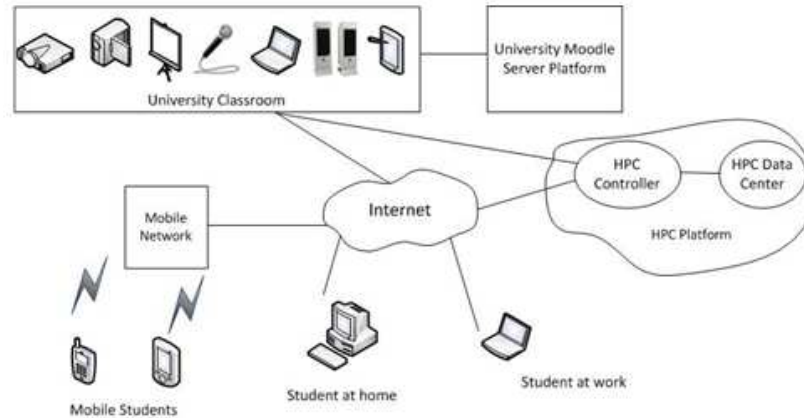 University Classroom
University Moodle
Server Platform
HPC
Controller
HPC Data
Center
HPC Platform
Internet
Mobile
Network
Mobile Students
Student at home
Student at work